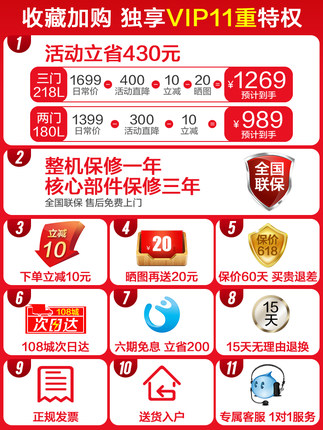 收藏加购 独享VIP11重特权
1
活动立省430元
三门 218L 1699 日常价 - 400 活动直降 - 10 立减 - 20 晒图 = ¥1269 预计到手
两门 180L 1399 日常价 - 300 活动直降 - 10 立减 = ¥989 预计到手
2
整机保修一年
核心部件保修三年
全国联保 售后免费上门
全国
联保
3
立减
10
下单立减10元
4
20
晒图再送20元
5
保价
618
保价60天 买贵退差
6
108城
次日达
108城次日达
7
六期免息 立省200
8
15
天
15天无理由退换
9
正规发票
10
送货入户
11
专属客服 1对1服务